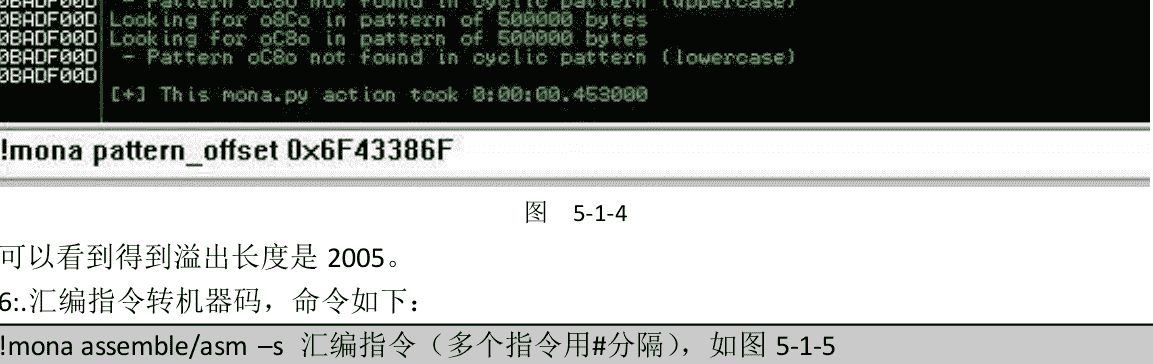 0BADF00D - Pattern oC8o not found in cyclic pattern (uppercase)
0BADF00D Looking for o8Co in pattern of 500000 bytes
0BADF00D Looking for oC8o in pattern of 500000 bytes
0BADF00D - Pattern oC8o not found in cyclic pattern (lowercase)
0BADF00D
[+] This mona.py action took 0:00:00.453000
!mona pattern_offset 0x6F43386F
图 5-1-4
可以看到得到溢出长度是 2005。
6:.汇编指令转机器码，命令如下：
!mona assemble/asm –s 汇编指令（多个指令用#分隔），如图 5-1-5